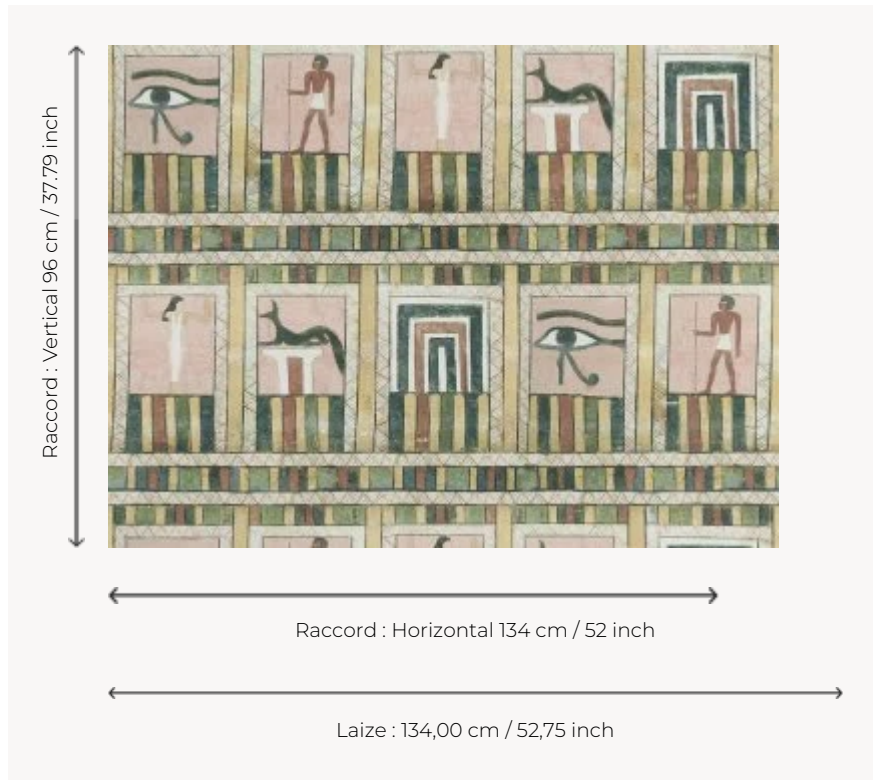 Raccord : Vertical 96 cm / 37.79 inch
Raccord : Horizontal 134 cm / 52 inch
Laize : 134,00 cm / 52,75 inch